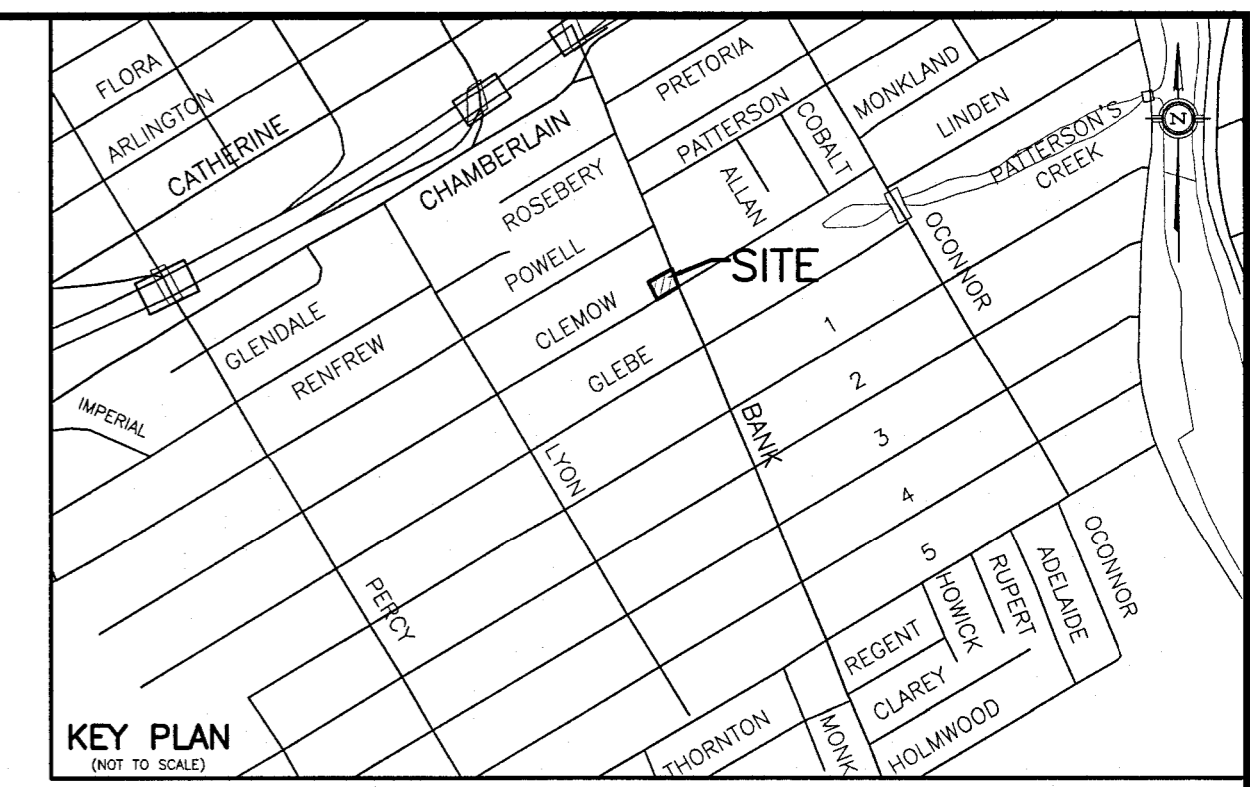 FLORA
ARLINGTON
CATHERINE
CHAMBERLAIN
PRETORIA
PATTERSON
COBALT
MONKLAND
LINDEN
PATTERSON'S
CREEK
N
ROSEBERY
ALLAN
POWELL
SITE
OCONNOR
CLEMOW
GLEBE
GLENDALE
RENFREW
IMPERIAL
1
2
3
4
5
BANK
LYON
PERCY
HOWICK
RUPERT
ADELAIDE
OCONNOR
REGENT
CLAREY
HOLMWOOD
THORNTON
MONK
KEY PLAN
(NOT TO SCALE)